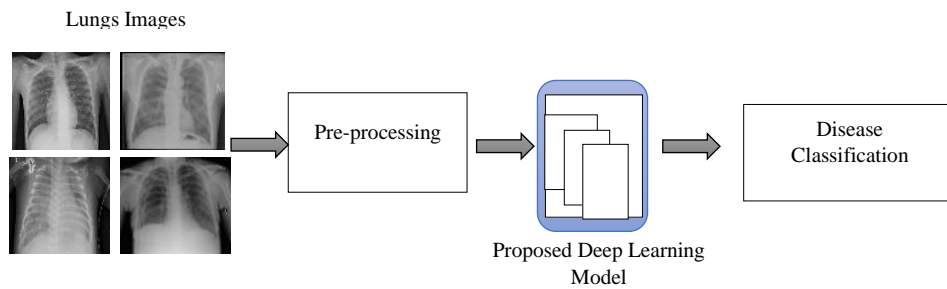 Lungs Images
Pre-processing
Disease
Classification
Proposed Deep Learning
Model